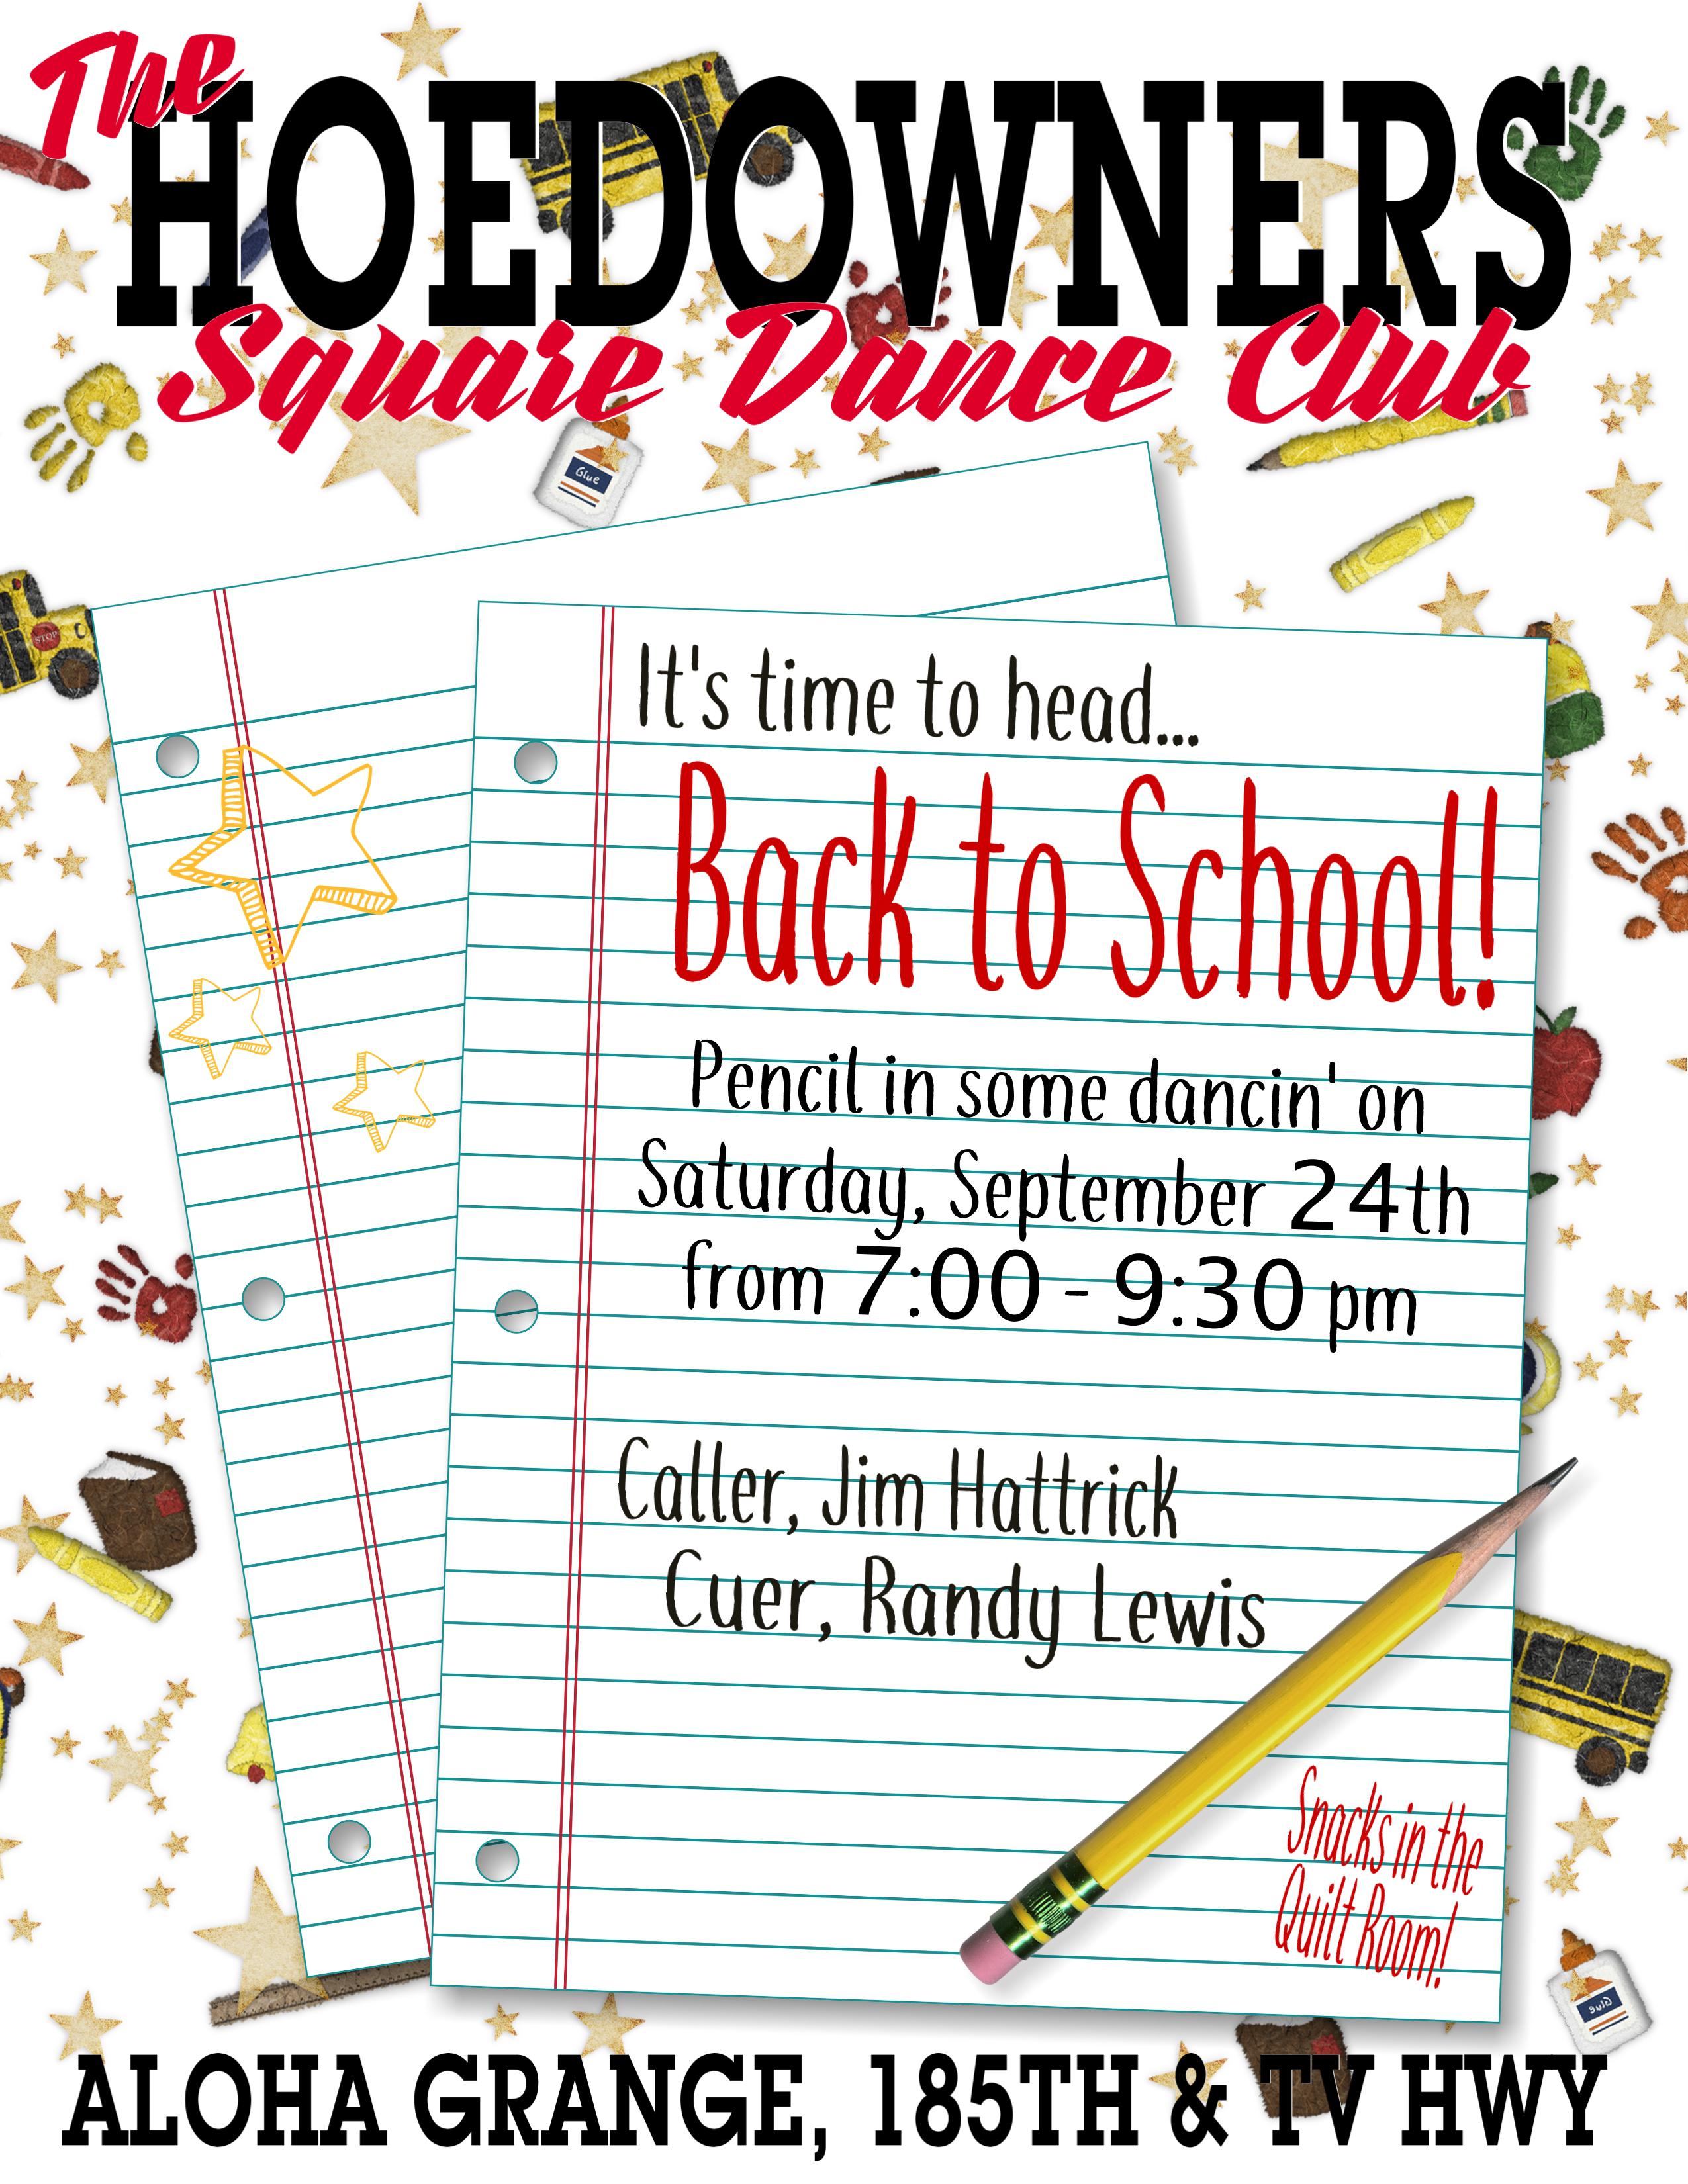 The
HOEDOWNERS
Square Dance Club
Glue
STOP
It's time to head...
Back to School!
Pencil in some dancin' on
Saturday, September 24th
from 7:00 - 9:30 pm
Caller, Jim Hattrick
Cuer, Randy Lewis
Snacks in the
Quilt Room!
Glue
ALOHA GRANGE, 185TH & TV HWY